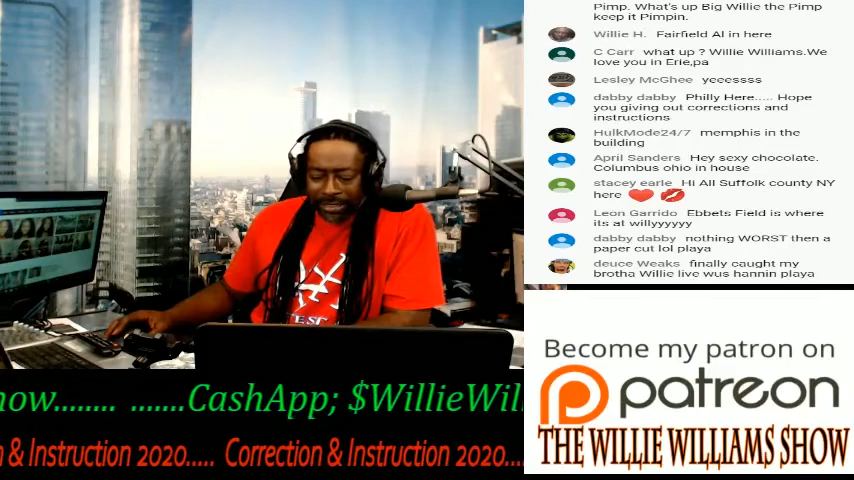 Pimp. What's up Big Willie the Pimp
keep it Pimpin.
Willie H. Fairfield Al in here
C Carr what up ? Willie Williams.We
love you in Erie,pa
Lesley McGhee yeeessss
dabby dabby Philly Here..... Hope
you giving out corrections and
instructions
HulkMode24/7 memphis in the
building
April Sanders Hey sexy chocolate.
Columbus ohio in house
stacey earle Hi All Suffolk county NY
here
Leon Garrido Ebbets Field is where
its at willyyyyy
dabby dabby nothing WORST then a
paper cut lol playa
deuce Weaks finally caught my
brotha Willie live wus hannin playa
Become my patron on
patreon
THE WILLIE WILLIAMS SHOW
how........ .......CashApp; $WillieWil
& Instruction 2020..... Correction & Instruction 2020....